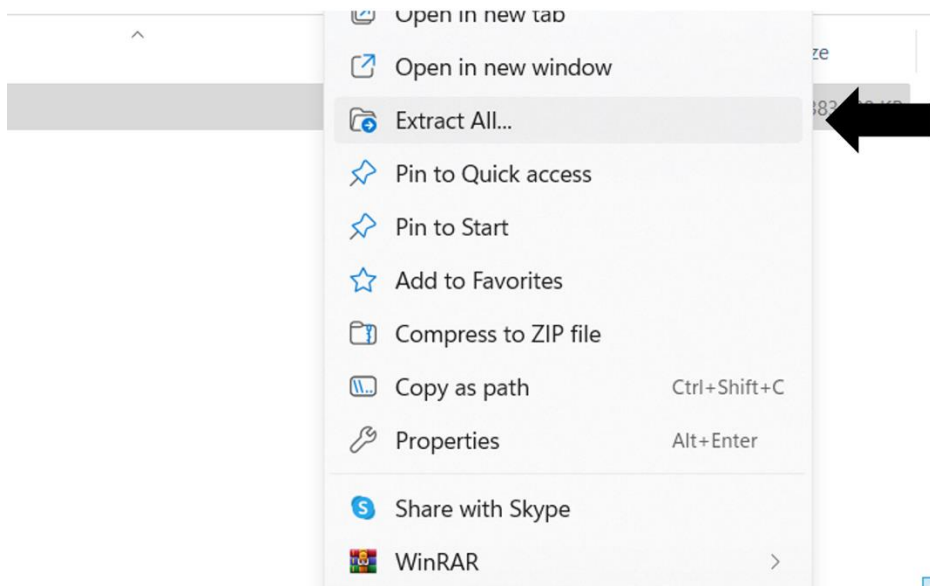 Open in new tab
ze
Open in new window
Extract All...
Pin to Quick access
Pin to Start
Add to Favorites
Compress to ZIP file
Copy as path Ctrl+Shift+C
Properties Alt+Enter
Share with Skype
WinRAR